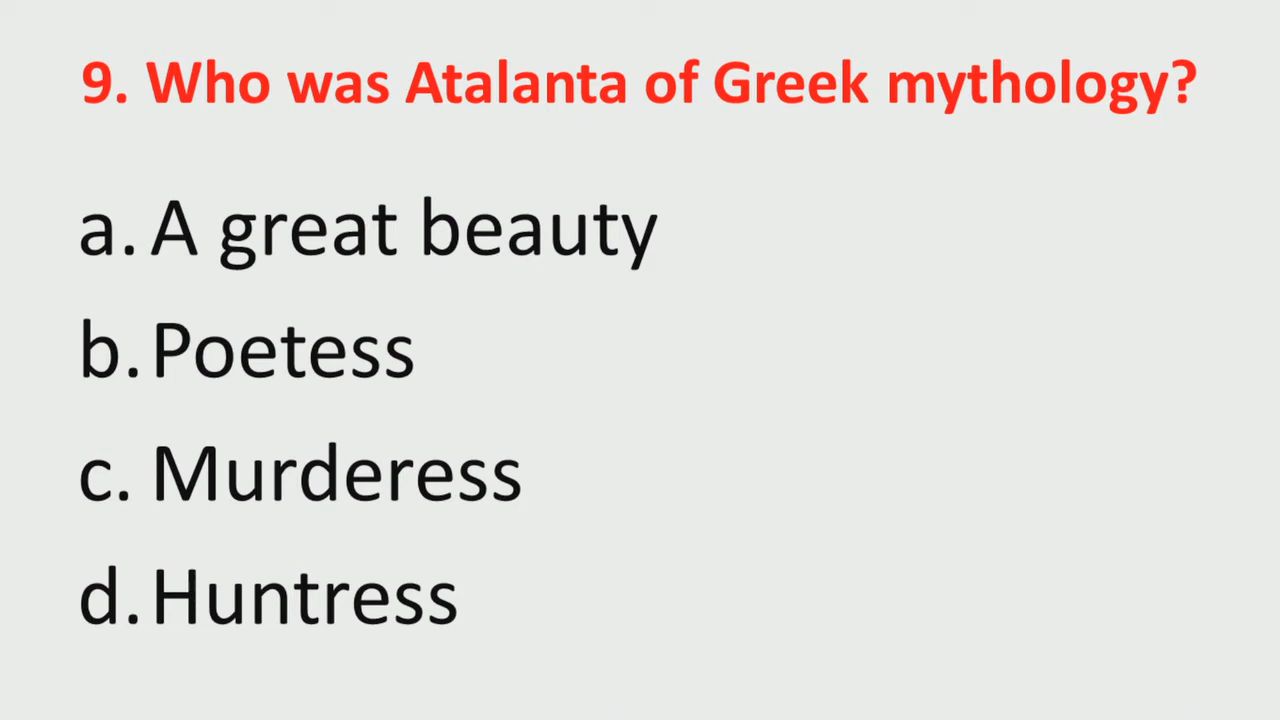 9. Who was Atalanta of Greek mythology?
a. A great beauty
b. Poetess
c. Murderess
d. Huntress